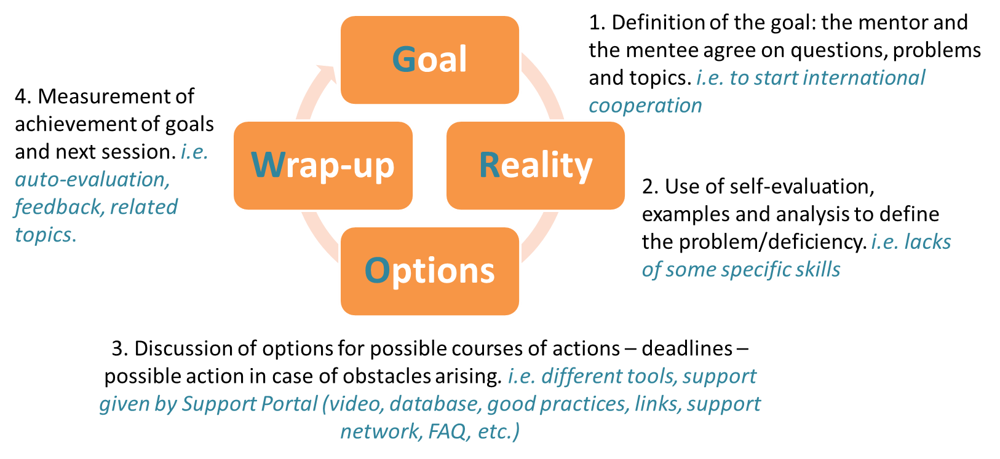 Goal
1. Definition of the goal: the mentor and
the mentee agree on questions, problems
and topics. i.e. to start international
cooperation
4. Measurement of
achievement of goals
and next session. i.e.
auto-evaluation,
feedback, related
topics.
Wrap-up
Reality
2. Use of self-evaluation,
examples and analysis to define
the problem/deficiency. i.e. lacks
of some specific skills
Options
3. Discussion of options for possible courses of actions – deadlines –
possible action in case of obstacles arising. i.e. different tools, support
given by Support Portal (video, database, good practices, links, support
network, FAQ, etc.)